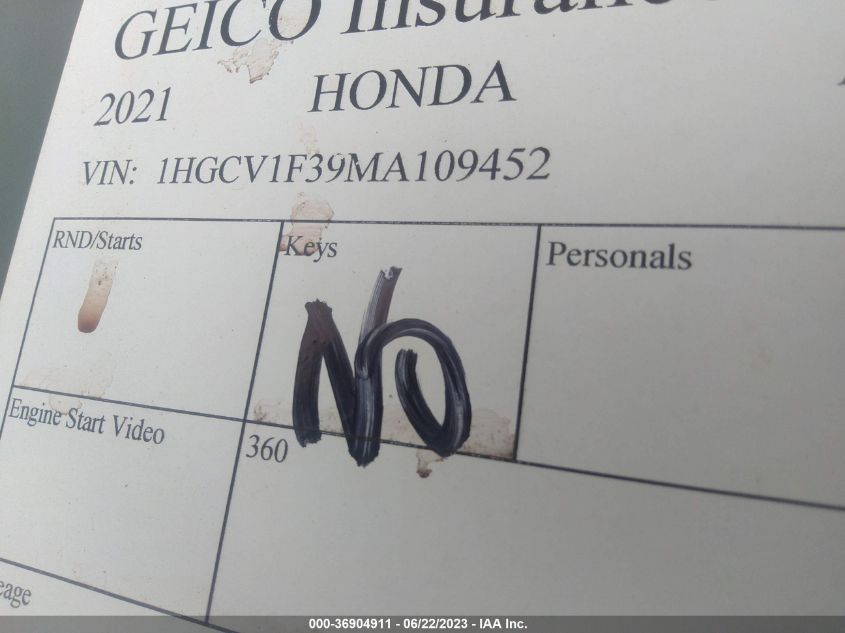 GEICO Insurance
2021 HONDA
VIN: 1HGCV1F39MA109452
RND/Starts Keys Personals
NO
Engine Start Video 360
000-36904911 - 06/22/2023 - IAA Inc.